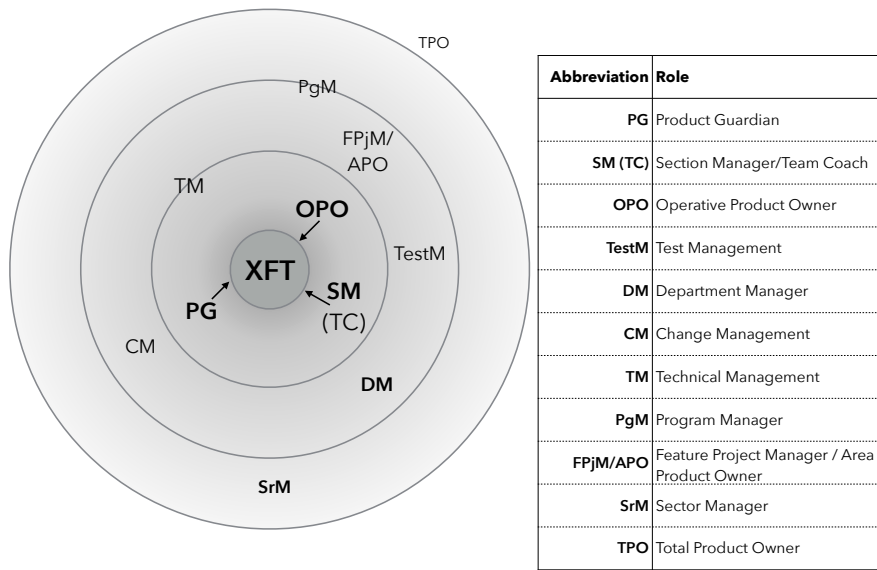 TPO
PgM
FPjM/
APO
TM
OPO
TestM
XFT
SM
(TC)
PG
CM
DM
SrM
Abbreviation Role
PG Product Guardian
SM (TC) Section Manager/Team Coach
OPO Operative Product Owner
TestM Test Management
DM Department Manager
CM Change Management
TM Technical Management
PgM Program Manager
FPjM/APO Feature Project Manager / Area
Product Owner
SrM Sector Manager
TPO Total Product Owner